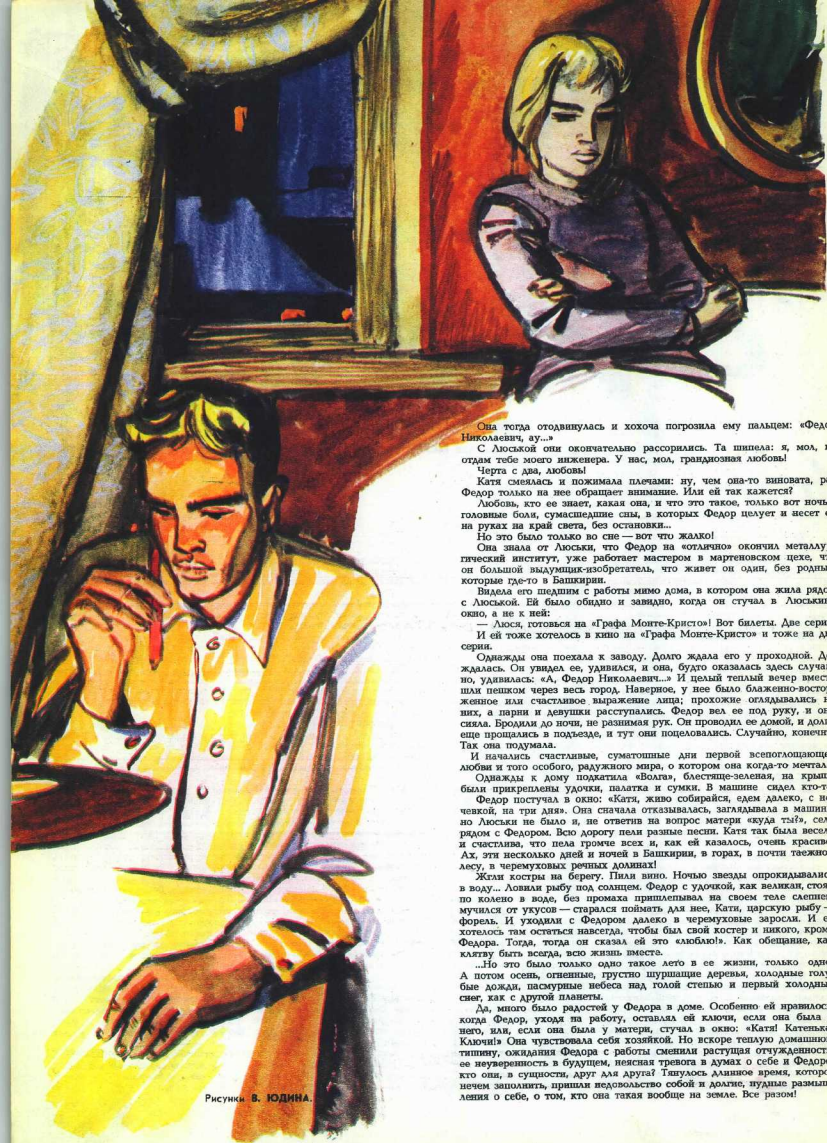 Она тогда отодвинулась и хохоча погрозила ему пальцем: «Федо
Николаевич, ау...»
С Люськой они окончательно рассорились. Та шипела: я, мол,
отдам тебе моего инженера. У нас, мол, грандиозная любовь!
Черта с два, любовь!
Катя смеялась и пожимала плечами: ну, чем она-то виновата,
Федор только на нее обращает внимание. Или ей так кажется?
Любовь, кто ее знает, какая она, и что это такое, только вот ночь
головные боли, сумасшедшие сны, в которых Федор целует и несет
на руках на край света, без остановки...
Но это было только во сне — вот что жалко!
Она знала от Люськи, что Федор на «отлично» окончил металлу
гический институт, уже работает мастером в мартеновском цехе,
он большой выдумщик-изобретатель, что живет он один, без родны
которые где-то в Башкирии.
Видела его шедшим с работы мимо дома, в котором она жила рядо
с Люськой. Ей было обидно и завидно, когда он стучал в Люськин
окно, а не к ней:
— Люся, готовься на «Графа Монте-Кристо»! Вот билеты. Две сери
И ей тоже хотелось в кино на «Графа Монте-Кристо» и тоже на
серии.
Однажды она поехала к заводу. Долго ждала его у проходной.
ждалась. Он увидел ее, удивился, и она, будто оказалась здесь случа
но, удивилась: «А, Федор Николаевич...» И целый теплый вечер вмест
шли пешком через весь город. Наверное, у нее было блаженно-востор
женное или счастливое выражение лица; прохожие оглядывались
них, а парни и девушки расступались. Федор вел ее под руку, и
сияла. Бродили до ночи, не разнимая рук. Он проводил ее домой, и долг
еще прощались в подъезде, и тут они поцеловались. Случайно, конечн
Так она подумала.
И начались счастливые, суматошные дни первой всепоглощающе
любви и того особого, радужного мира, о котором она когда-то мечтал
Однажды к дому подкатила «Волга», блестяще-зеленая, на крыш
были прикреплены удочки, палатка и сумки. В машине сидел кто-т
Федор постучал в окно: «Катя, живо собирайся, едем далеко, с
чевкой, на три дня». Она сначала отказывалась, заглядывала в машин
но Люськи не было и, не ответив на вопрос матери «куда ты?», сел
рядом с Федором. Всю дорогу пели разные песни. Катя так была весел
и счастлива, что пела громче всех и, как ей казалось, очень красив
Ах, эти несколько дней и ночей в Башкирии, в горах, в почти таежно
лесу, в черемуховых речных долинах!
Жгли костры на берегу. Пили вино. Ночью звезды опрокидывалис
в воду... Ловили рыбу под солнцем. Федор с удочкой, как великан, стоя
по колено в воде, без промаха пришлепывал на своем теле слепне
мучился от укусов — старался поймать для нее, Кати, царскую рыбу —
форель. И уходили с Федором далеко в черемуховые заросли. И
хотелось там остаться навсегда, чтобы был свой костер и никого, кром
Федора. Тогда, тогда он сказал ей это «люблю!». Как обещание, ка
клятву быть всегда, всю жизнь вместе.
...Но это было только одно такое лето в ее жизни, только одн
А потом осень, огненные, грустно шуршащие деревья, холодные голу
бые дожди, пасмурные небеса над голой степью и первый холодны
снег, как с другой планеты.
Да, много было радостей у Федора в доме. Особенно ей нравилос
когда Федор, уходя на работу, оставлял ей ключи, если она была
него, или, если она была у матери, стучал в окно: «Катя! Катеньк
Ключи!» Она чувствовала себя хозяйкой. Но вскоре теплую домашню
тишину, ожидания Федора с работы сменили растущая отчужденност
ее неуверенность в будущем, неясная тревога в думах о себе и Федор
кто они, в сущности, друг для друга? Тянулось длинное время, которо
нечем заполнить, пришли недовольство собой и долгие, нудные размыш
ления о себе, о том, кто она такая вообще на земле. Все разом!
Рисунки В. ЮДИНА.